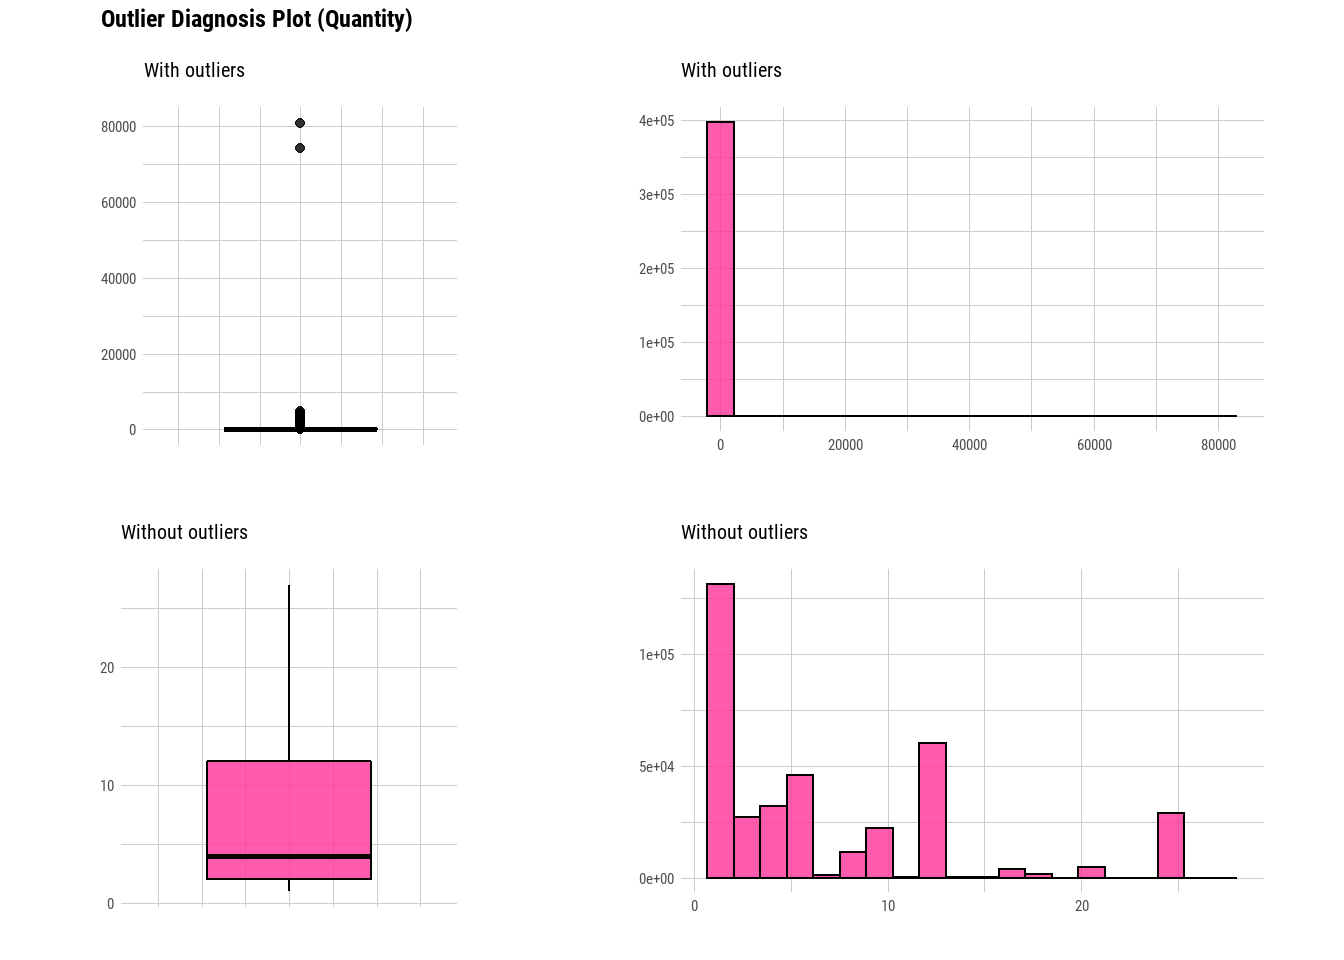 Outlier Diagnosis Plot (Quantity)
With outliers
80000
60000
40000
20000
0
With outliers
4e+05
3e+05
2e+05
1e+05
0e+00
0 20000 40000 60000 80000
Without outliers
20
10
0
Without outliers
1e+05
5e+04
0e+00
0 10 20